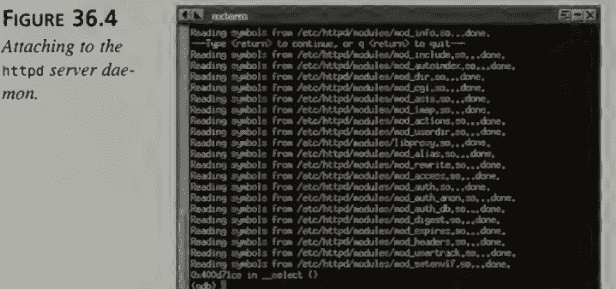 FIGURE 36.4
Attaching to the
httpd server dae-
mon.
nxterm
Reading symbols from /etc/httpd/modules/mod_info.so...done.
---Type <return> to continue, or q <return> to quit---
Reading symbols from /etc/httpd/modules/mod_include.so...done.
Reading symbols from /etc/httpd/modules/mod_autoindex.so...done.
Reading symbols from /etc/httpd/modules/mod_dir.so...done.
Reading symbols from /etc/httpd/modules/mod_cgi.so...done.
Reading symbols from /etc/httpd/modules/mod_asis.so...done.
Reading symbols from /etc/httpd/modules/mod_imap.so...done.
Reading symbols from /etc/httpd/modules/mod_actions.so...done.
Reading symbols from /etc/httpd/modules/mod_userdir.so...done.
Reading symbols from /etc/httpd/modules/libproxy.so...done.
Reading symbols from /etc/httpd/modules/mod_alias.so...done.
Reading symbols from /etc/httpd/modules/mod_rewrite.so...done.
Reading symbols from /etc/httpd/modules/mod_access.so...done.
Reading symbols from /etc/httpd/modules/mod_auth.so...done.
Reading symbols from /etc/httpd/modules/mod_auth_anon.so...done.
Reading symbols from /etc/httpd/modules/mod_auth_db.so...done.
Reading symbols from /etc/httpd/modules/mod_digest.so...done.
Reading symbols from /etc/httpd/modules/mod_expires.so...done.
Reading symbols from /etc/httpd/modules/mod_headers.so...done.
Reading symbols from /etc/httpd/modules/mod_usertrack.so...done.
Reading symbols from /etc/httpd/modules/mod_setenvif.so...done.
0x400d71ce in __select ()
(gdb)